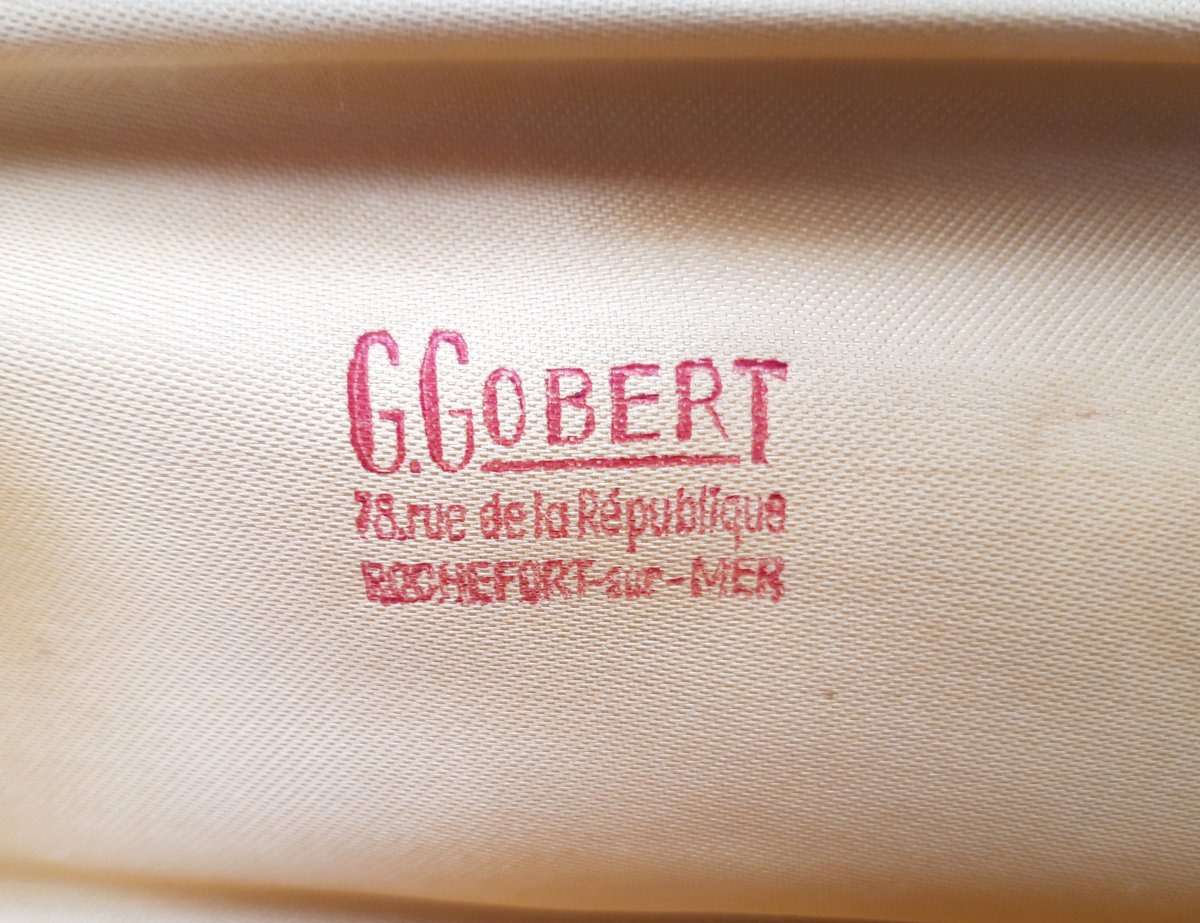 G.GOBERT
78.rue de la République
ROCHEFORT-sur-MER